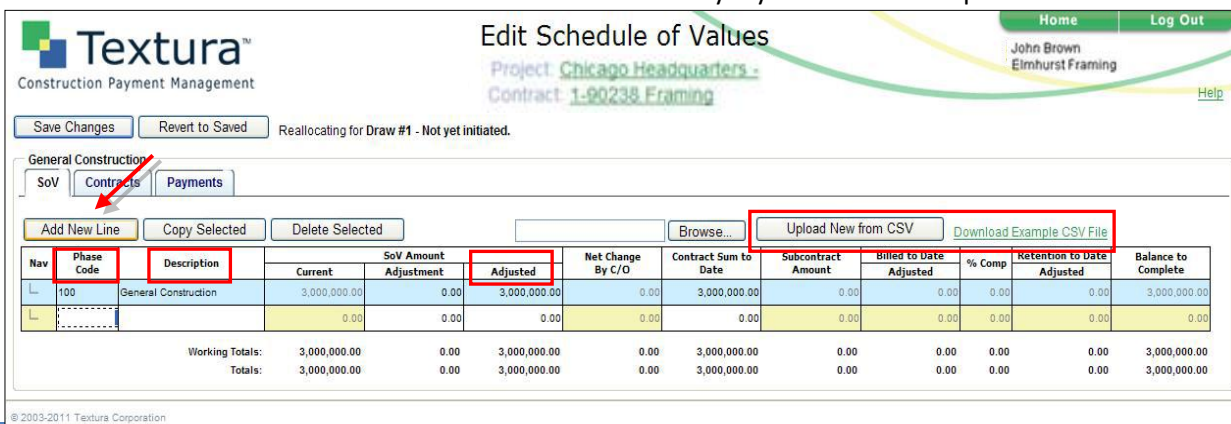 Textura™
Construction Payment Management
Edit Schedule of Values
Project: Chicago Headquarters -
Contract: 1-90238 Framing
Home Log Out
John Brown
Elmhurst Framing
Help
Save Changes Revert to Saved Reallocating for Draw #1 - Not yet initiated.
General Construction
SoV Contracts Payments
Add New Line Copy Selected Delete Selected Browse... Upload New from CSV Download Example CSV File
Nav Phase Code Description SoV Amount Net Change By C/O Contract Sum to Date Subcontract Amount Billed to Date % Comp Retention to Date Balance to Complete
Current Adjustment Adjusted Adjusted Adjusted
100 General Construction 3,000,000.00 0.00 3,000,000.00 0.00 3,000,000.00 0.00 0.00 0.00 0.00 3,000,000.00
0.00 0.00 0.00 0.00 0.00 0.00 0.00 0.00 0.00 0.00
Working Totals: 3,000,000.00 0.00 3,000,000.00 0.00 3,000,000.00 0.00 0.00 0.00 0.00 3,000,000.00
Totals: 3,000,000.00 0.00 3,000,000.00 0.00 3,000,000.00 0.00 0.00 0.00 0.00 3,000,000.00
© 2003-2011 Textura Corporation